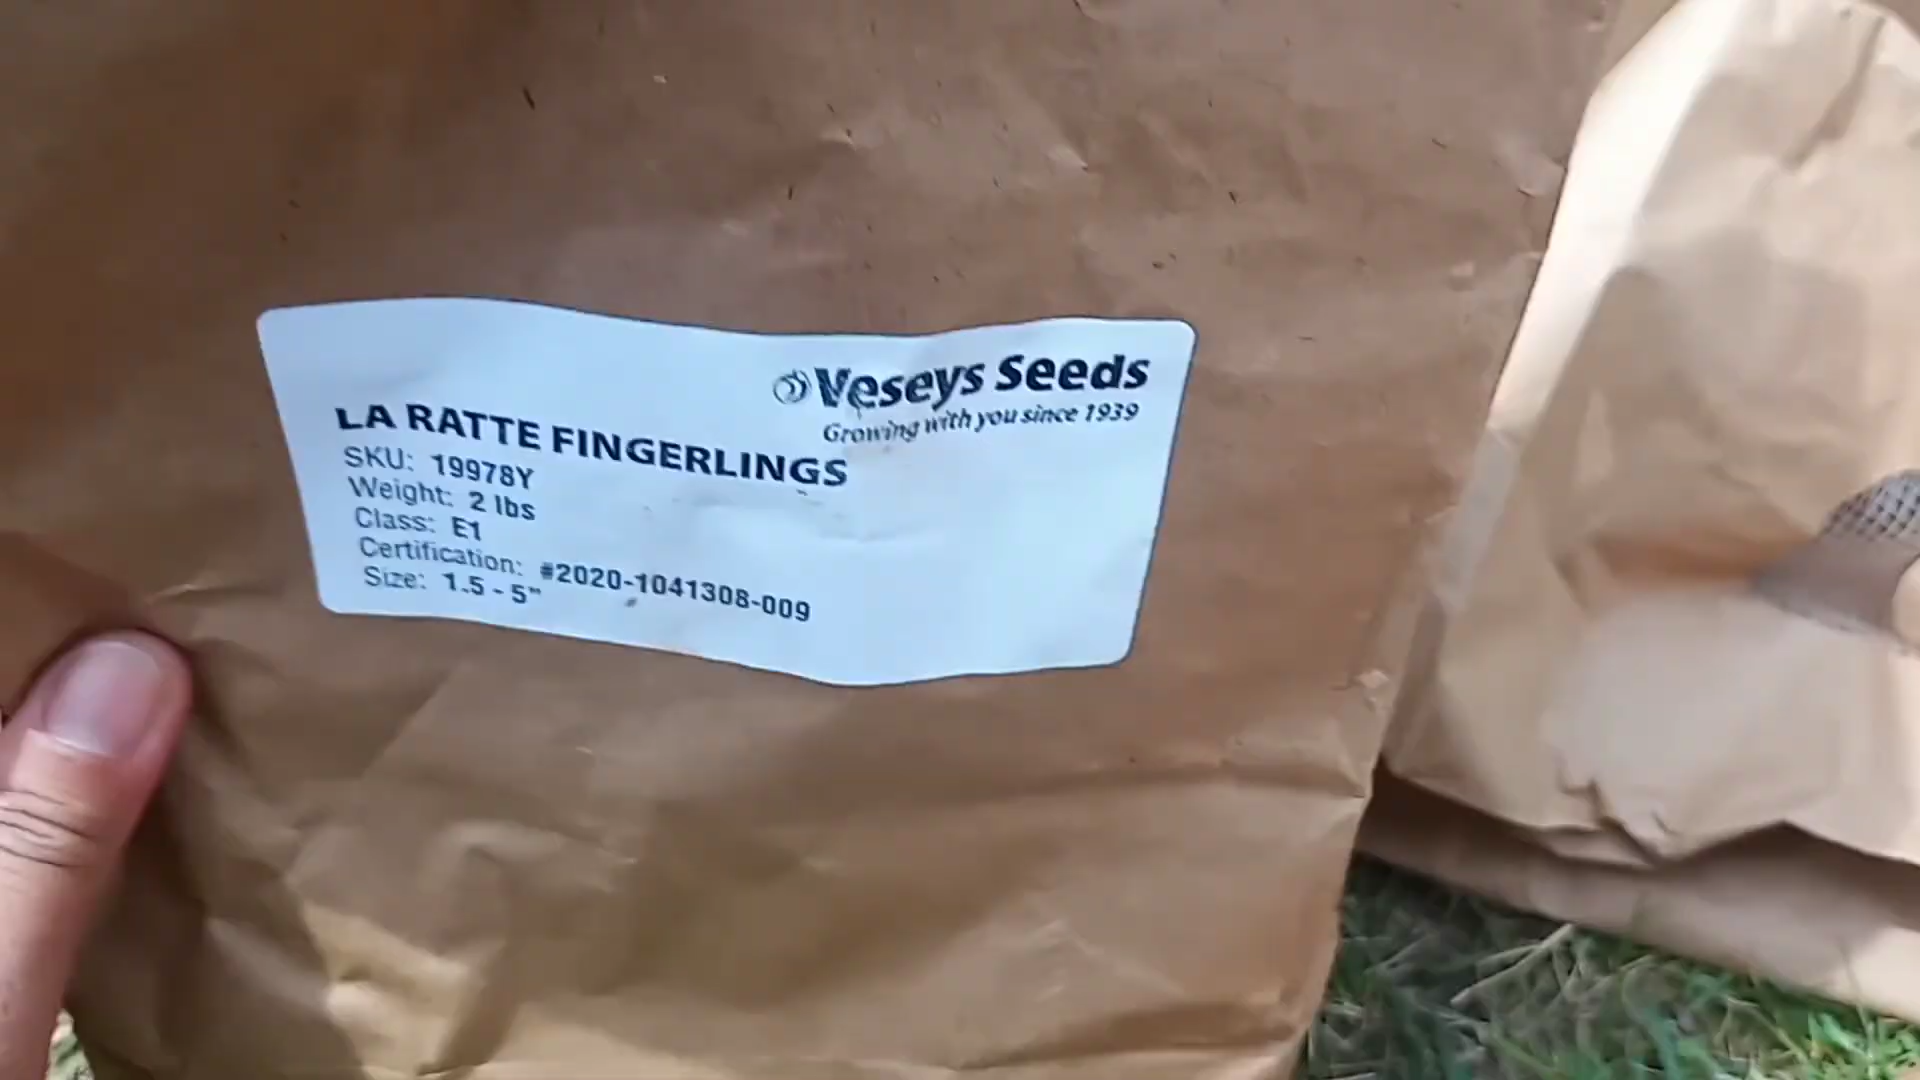 Veseys Seeds
Growing with you since 1939
LA RATTE FINGERLINGS
SKU: 19978Y
Weight: 2 lbs
Class: E1
Certification: #2020-1041308-009
Size: 1.5 - 5"